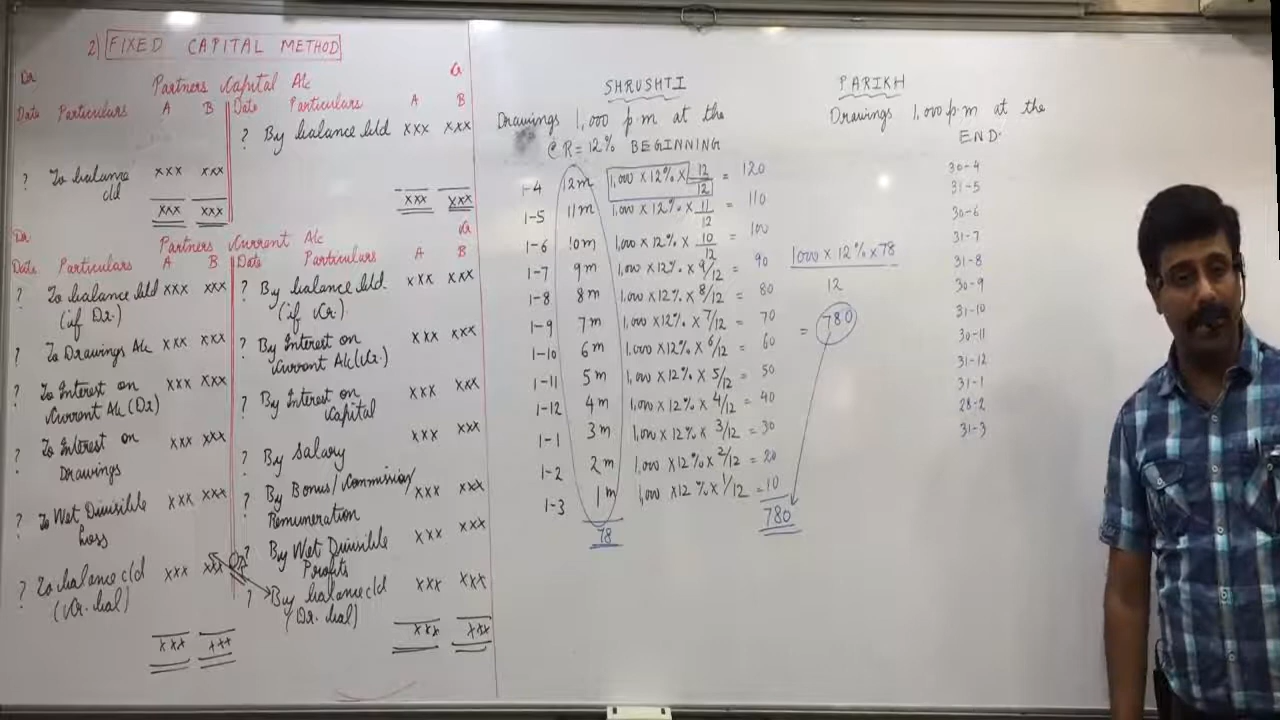 2) FIXED CAPITAL METHOD
Dr Cr
Partners Capital A/c
Date Particulars A B Date Particulars A B
? By balance b/d xxx xxx
? To balance c/d xxx xxx
xxx xxx xxx xxx
Dr Cr
Partners Current A/c
Date Particulars A B Date Particulars A B
? To balance b/d xxx xxx
(if Dr.)
? To Drawings A/c xxx xxx
? To Interest on xxx xxx
Current A/c (Dr)
? To Interest on xxx xxx
Drawings
? To Net Divisible xxx xxx
Loss
? To balance c/d xxx xxx
(Cr. bal)
xxx xxx
? By balance b/d xxx xxx
(if Cr.)
? By Interest on xxx xxx
Current A/c (Cr.)
? By Interest on xxx xxx
Capital
? By Salary xxx xxx
? By Bonus/Commission/ xxx xxx
Remuneration
? By Net Divisible xxx xxx
Profits
OR
? By balance c/d xxx xxx
(Dr. bal)
xxx xxx
SHRUSHTI
Drawings 1,000 p.m at the
@ R = 12% BEGINNING
1-4 12m 1,000 x 12% x 12/12 = 120
1-5 11m 1,000 x 12% x 11/12 = 110
1-6 10m 1,000 x 12% x 10/12 = 100
1-7 9m 1,000 x 12% x 9/12 = 90
1-8 8m 1,000 x 12% x 8/12 = 80
1-9 7m 1,000 x 12% x 7/12 = 70
1-10 6m 1,000 x 12% x 6/12 = 60
1-11 5m 1,000 x 12% x 5/12 = 50
1-12 4m 1,000 x 12% x 4/12 = 40
1-1 3m 1,000 x 12% x 3/12 = 30
1-2 2m 1,000 x 12% x 2/12 = 20
1-3 1m 1,000 x 12% x 1/12 = 10
78 780
1000 x 12% x 78
12
= 780
PARIKH
Drawings 1,000 p.m at the
END.
30-4
31-5
30-6
31-7
31-8
30-9
31-10
30-11
31-12
31-1
28-2
31-3